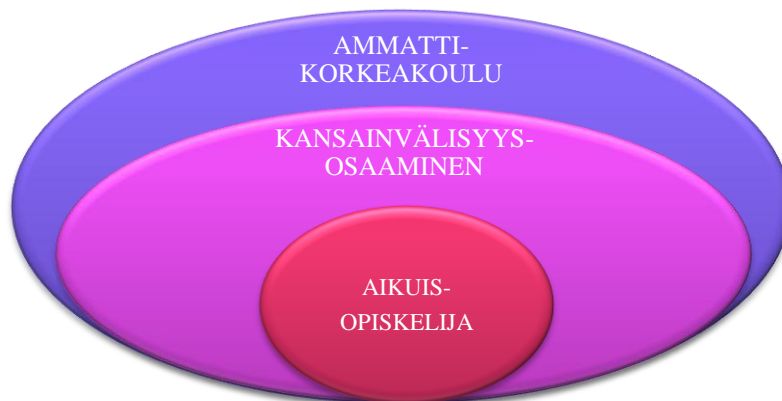 AMMATTI-
KORKEAKOULU
KANSAINVÄLISYYS-
OSAAMINEN
AIKUIS-
OPISKELIJA